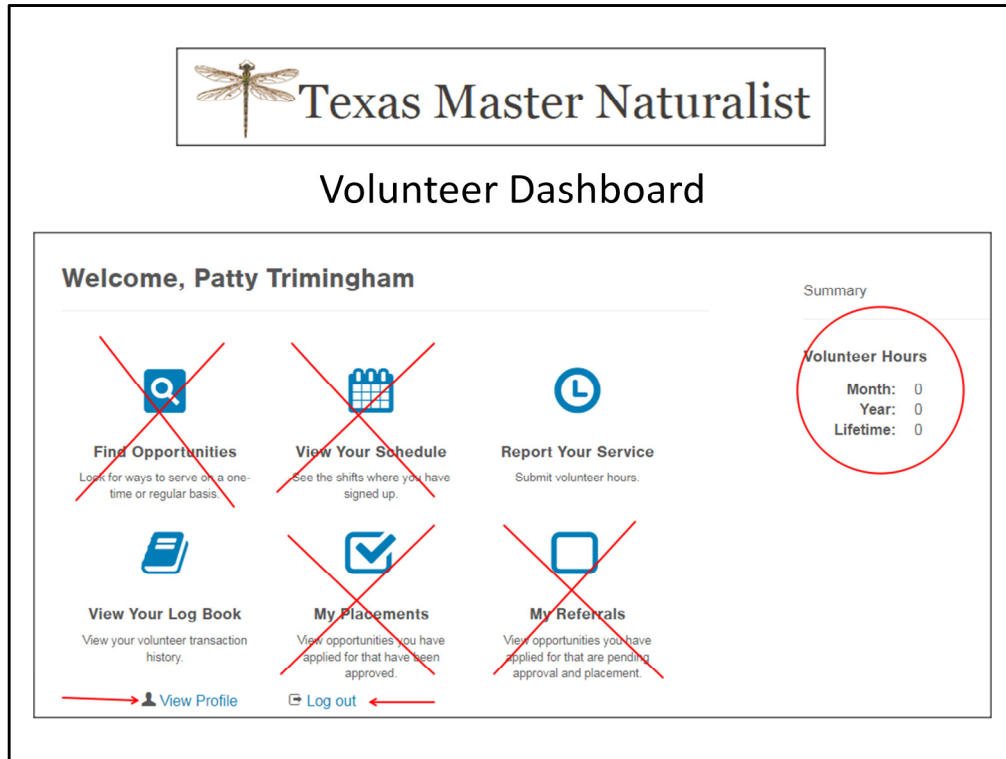 Texas Master Naturalist
Volunteer Dashboard
Welcome, Patty Trimingham
Summary
Volunteer Hours
Month: 0
Year: 0
Lifetime: 0
Find Opportunities
Look for ways to serve on a one-
time or regular basis.
View Your Schedule
See the shifts where you have
signed up.
Report Your Service
Submit volunteer hours.
View Your Log Book
View your volunteer transaction
history.
My Placements
View opportunities you have
applied for that have been
approved.
My Referrals
View opportunities you have
applied for that are pending
approval and placement.
View Profile
Log out